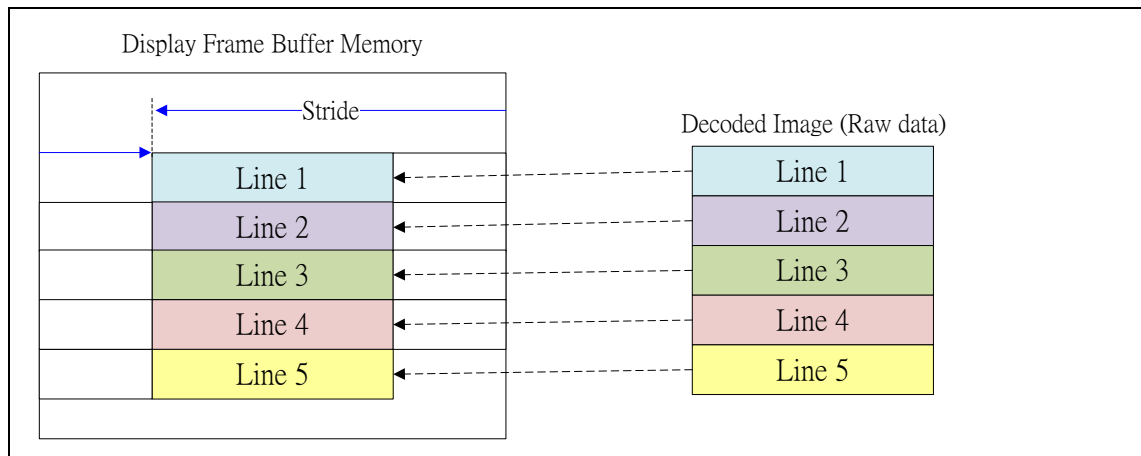 Display Frame Buffer Memory
Stride
Line 1
Line 2
Line 3
Line 4
Line 5
Decoded Image (Raw data)
Line 1
Line 2
Line 3
Line 4
Line 5